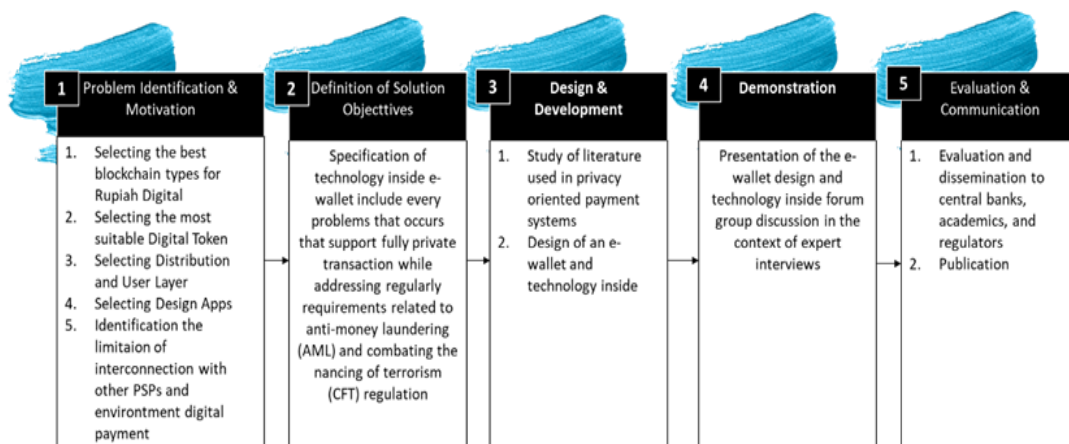 1
Problem Identification &
Motivation
1. Selecting the best
blockchain types for
Rupiah Digital
2. Selecting the most
suitable Digital Token
3. Selecting Distribution
and User Layer
4. Selecting Design Apps
5. Identification the
limitaion of
interconnection with
other PSPs and
environtment digital
payment
2
Definition of Solution
Objecttives
Specification of
technology inside e-
wallet include every
problems that occurs
that support fully private
transaction while
addressing regularly
requirements related to
anti-money laundering
(AML) and combating the
nancing of terrorism
(CFT) regulation
3
Design &
Development
1. Study of literature
used in privacy
oriented payment
systems
2. Design of an e-
wallet and
technology inside
4
Demonstration
Presentation of the e-
wallet design and
technology inside forum
group discussion in the
context of expert
interviews
5
Evaluation &
Communication
1. Evaluation and
dissemination to
central banks,
academics, and
regulators
2. Publication